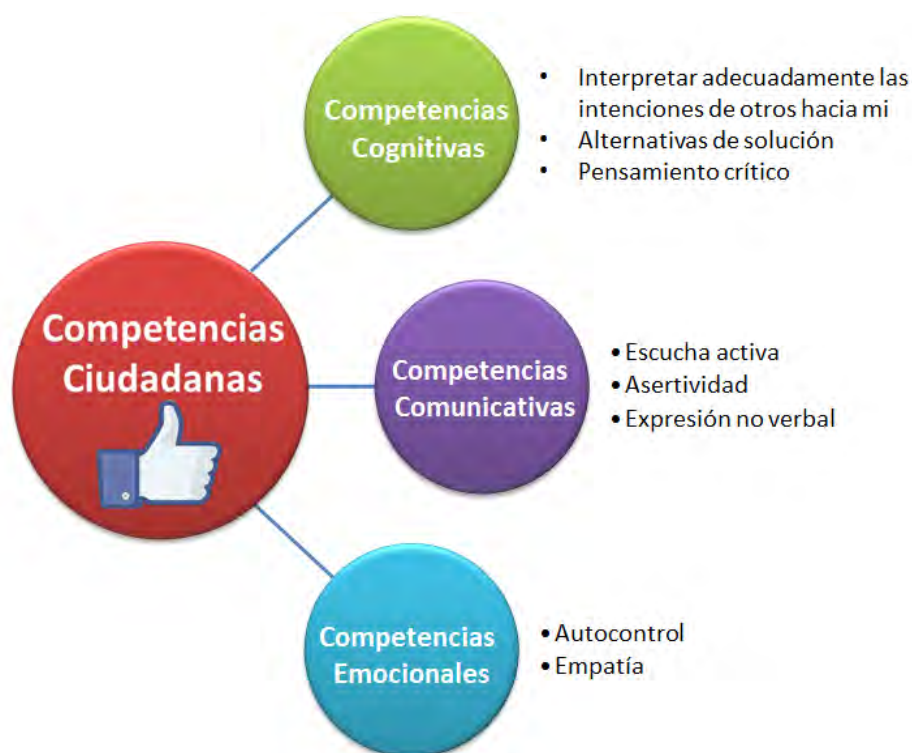 Competencias
Cognitivas
• Interpretar adecuadamente las
intenciones de otros hacia mi
• Alternativas de solución
• Pensamiento crítico
Competencias
Ciudadanas
Competencias
Comunicativas
• Escucha activa
• Asertividad
• Expresión no verbal
Competencias
Emocionales
• Autocontrol
• Empatía